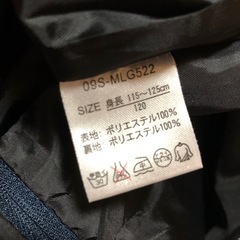 09S-MLG522
SIZE 身長 115～125cm
120
表地: ポリエステル100%
裏地: ポリエステル100%